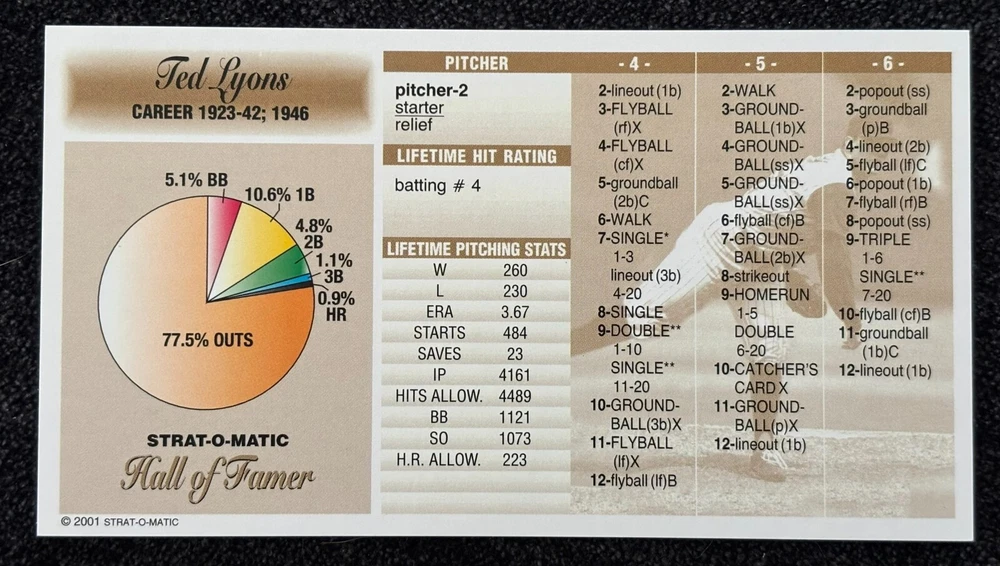 Ted Lyons
CAREER 1923-42; 1946
5.1% BB
10.6% 1B
4.8%
2B
1.1%
3B
0.9%
HR
77.5% OUTS
STRAT-O-MATIC
Hall of Famer
© 2001 STRAT-O-MATIC
PITCHER
pitcher-2
starter
relief
LIFETIME HIT RATING
batting # 4
LIFETIME PITCHING STATS
W 260
L 230
ERA 3.67
STARTS 484
SAVES 23
IP 4161
HITS ALLOW. 4489
BB 1121
SO 1073
H.R. ALLOW. 223
- 4 -
2-lineout (1b)
3-FLYBALL
(rf)X
4-FLYBALL
(cf)X
5-groundball
(2b)C
6-WALK
7-SINGLE*
1-3
lineout (3b)
4-20
8-SINGLE
9-DOUBLE**
1-10
SINGLE**
11-20
10-GROUND-
BALL(3b)X
11-FLYBALL
(lf)X
12-flyball (lf)B
- 5 -
2-WALK
3-GROUND-
BALL(1b)X
4-GROUND-
BALL(ss)X
5-GROUND-
BALL(ss)X
6-flyball (cf)B
7-GROUND-
BALL(2b)X
8-strikeout
9-HOMERUN
1-5
DOUBLE
6-20
10-CATCHER'S
CARD X
11-GROUND-
BALL(p)X
12-lineout (1b)
- 6 -
2-popout (ss)
3-groundball
(p)B
4-lineout (2b)
5-flyball (lf)C
6-popout (1b)
7-flyball (rf)B
8-popout (ss)
9-TRIPLE
1-6
SINGLE**
7-20
10-flyball (cf)B
11-groundball
(1b)C
12-lineout (1b)